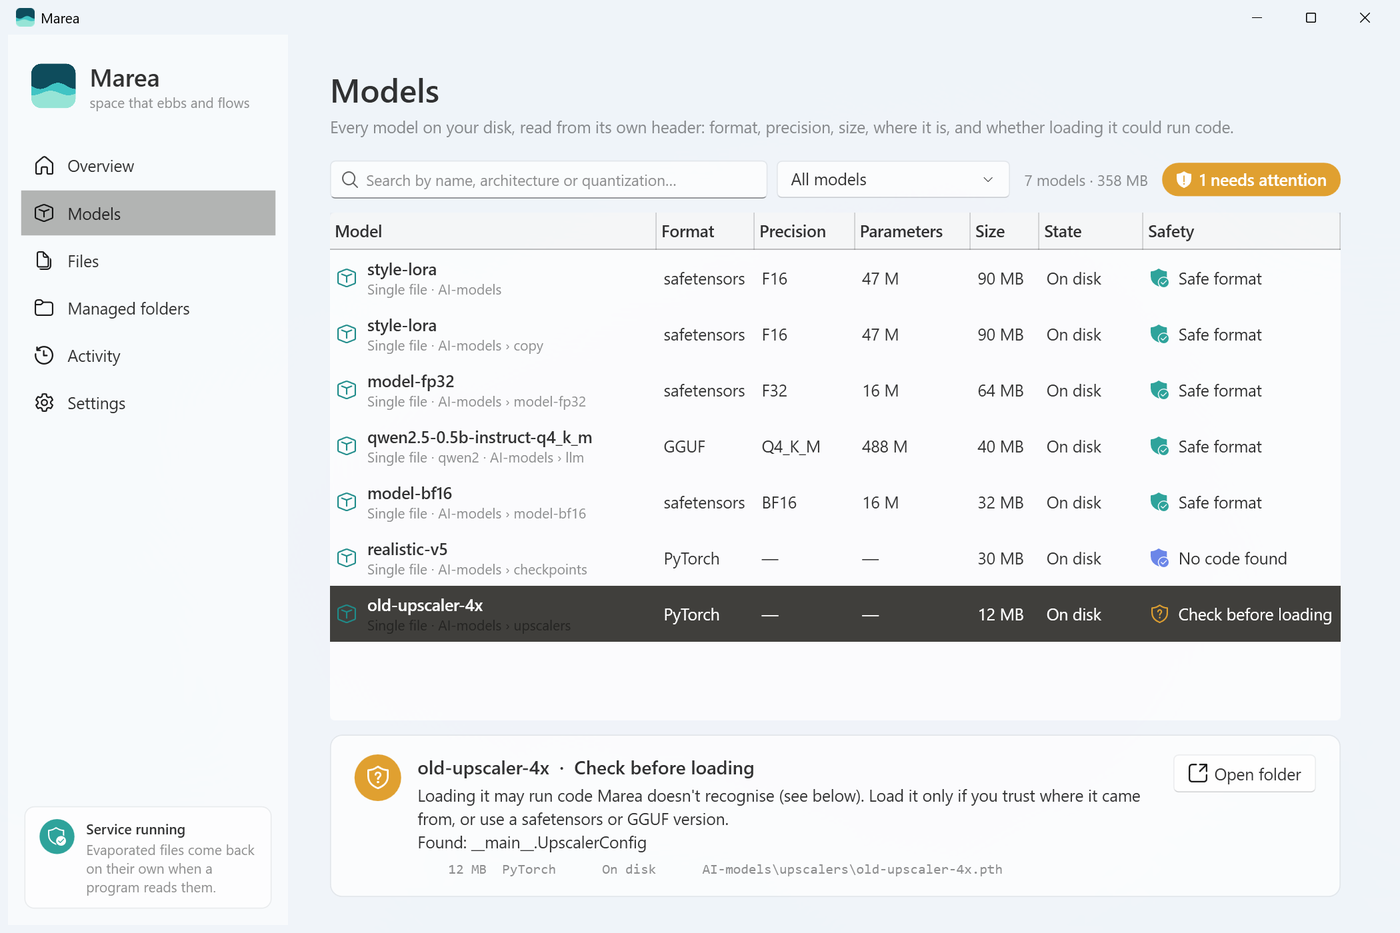 Marea
Marea
space that ebbs and flows
Overview
Models
Files
Managed folders
Activity
Settings
Service running
Evaporated files come back
on their own when a
program reads them.
Models
Every model on your disk, read from its own header: format, precision, size, where it is, and whether loading it could run code.
Search by name, architecture or quantization...
All models
7 models · 358 MB
1 needs attention
Model Format Precision Parameters Size State Safety
style-lora
Single file · AI-models
safetensors F16 47 M 90 MB On disk Safe format
style-lora
Single file · AI-models › copy
safetensors F16 47 M 90 MB On disk Safe format
model-fp32
Single file · AI-models › model-fp32
safetensors F32 16 M 64 MB On disk Safe format
qwen2.5-0.5b-instruct-q4_k_m
Single file · qwen2 · AI-models › llm
GGUF Q4_K_M 488 M 40 MB On disk Safe format
model-bf16
Single file · AI-models › model-bf16
safetensors BF16 16 M 32 MB On disk Safe format
realistic-v5
Single file · AI-models › checkpoints
PyTorch — — 30 MB On disk No code found
old-upscaler-4x
Single file · AI-models › upscalers
PyTorch — — 12 MB On disk Check before loading
old-upscaler-4x · Check before loading
Loading it may run code Marea doesn't recognise (see below). Load it only if you trust where it came
from, or use a safetensors or GGUF version.
Found: __main__.UpscalerConfig
12 MB PyTorch On disk AI-models\upscalers\old-upscaler-4x.pth
Open folder